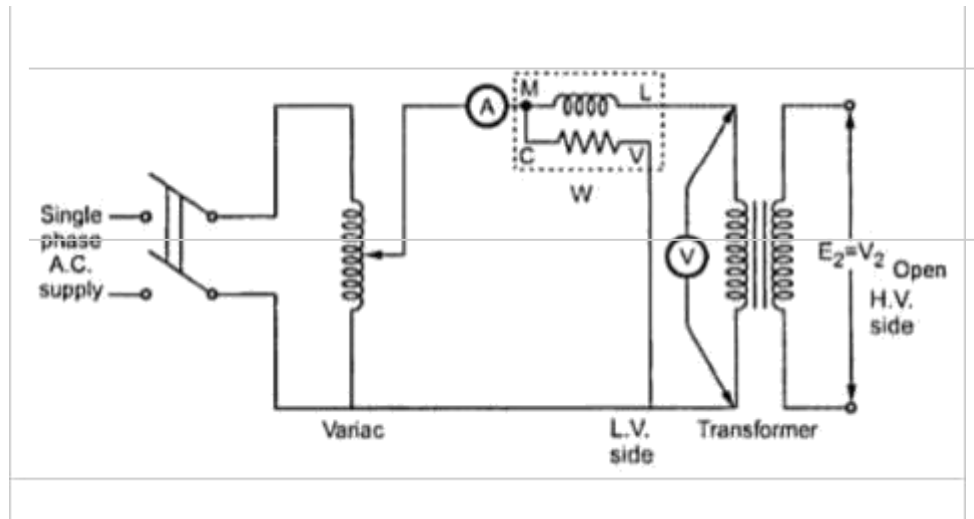 M
L
A
C
V
W
Single
phase
A.C.
supply
V
E2=V2
Open
H.V.
side
Variac
L.V.
side
Transformer